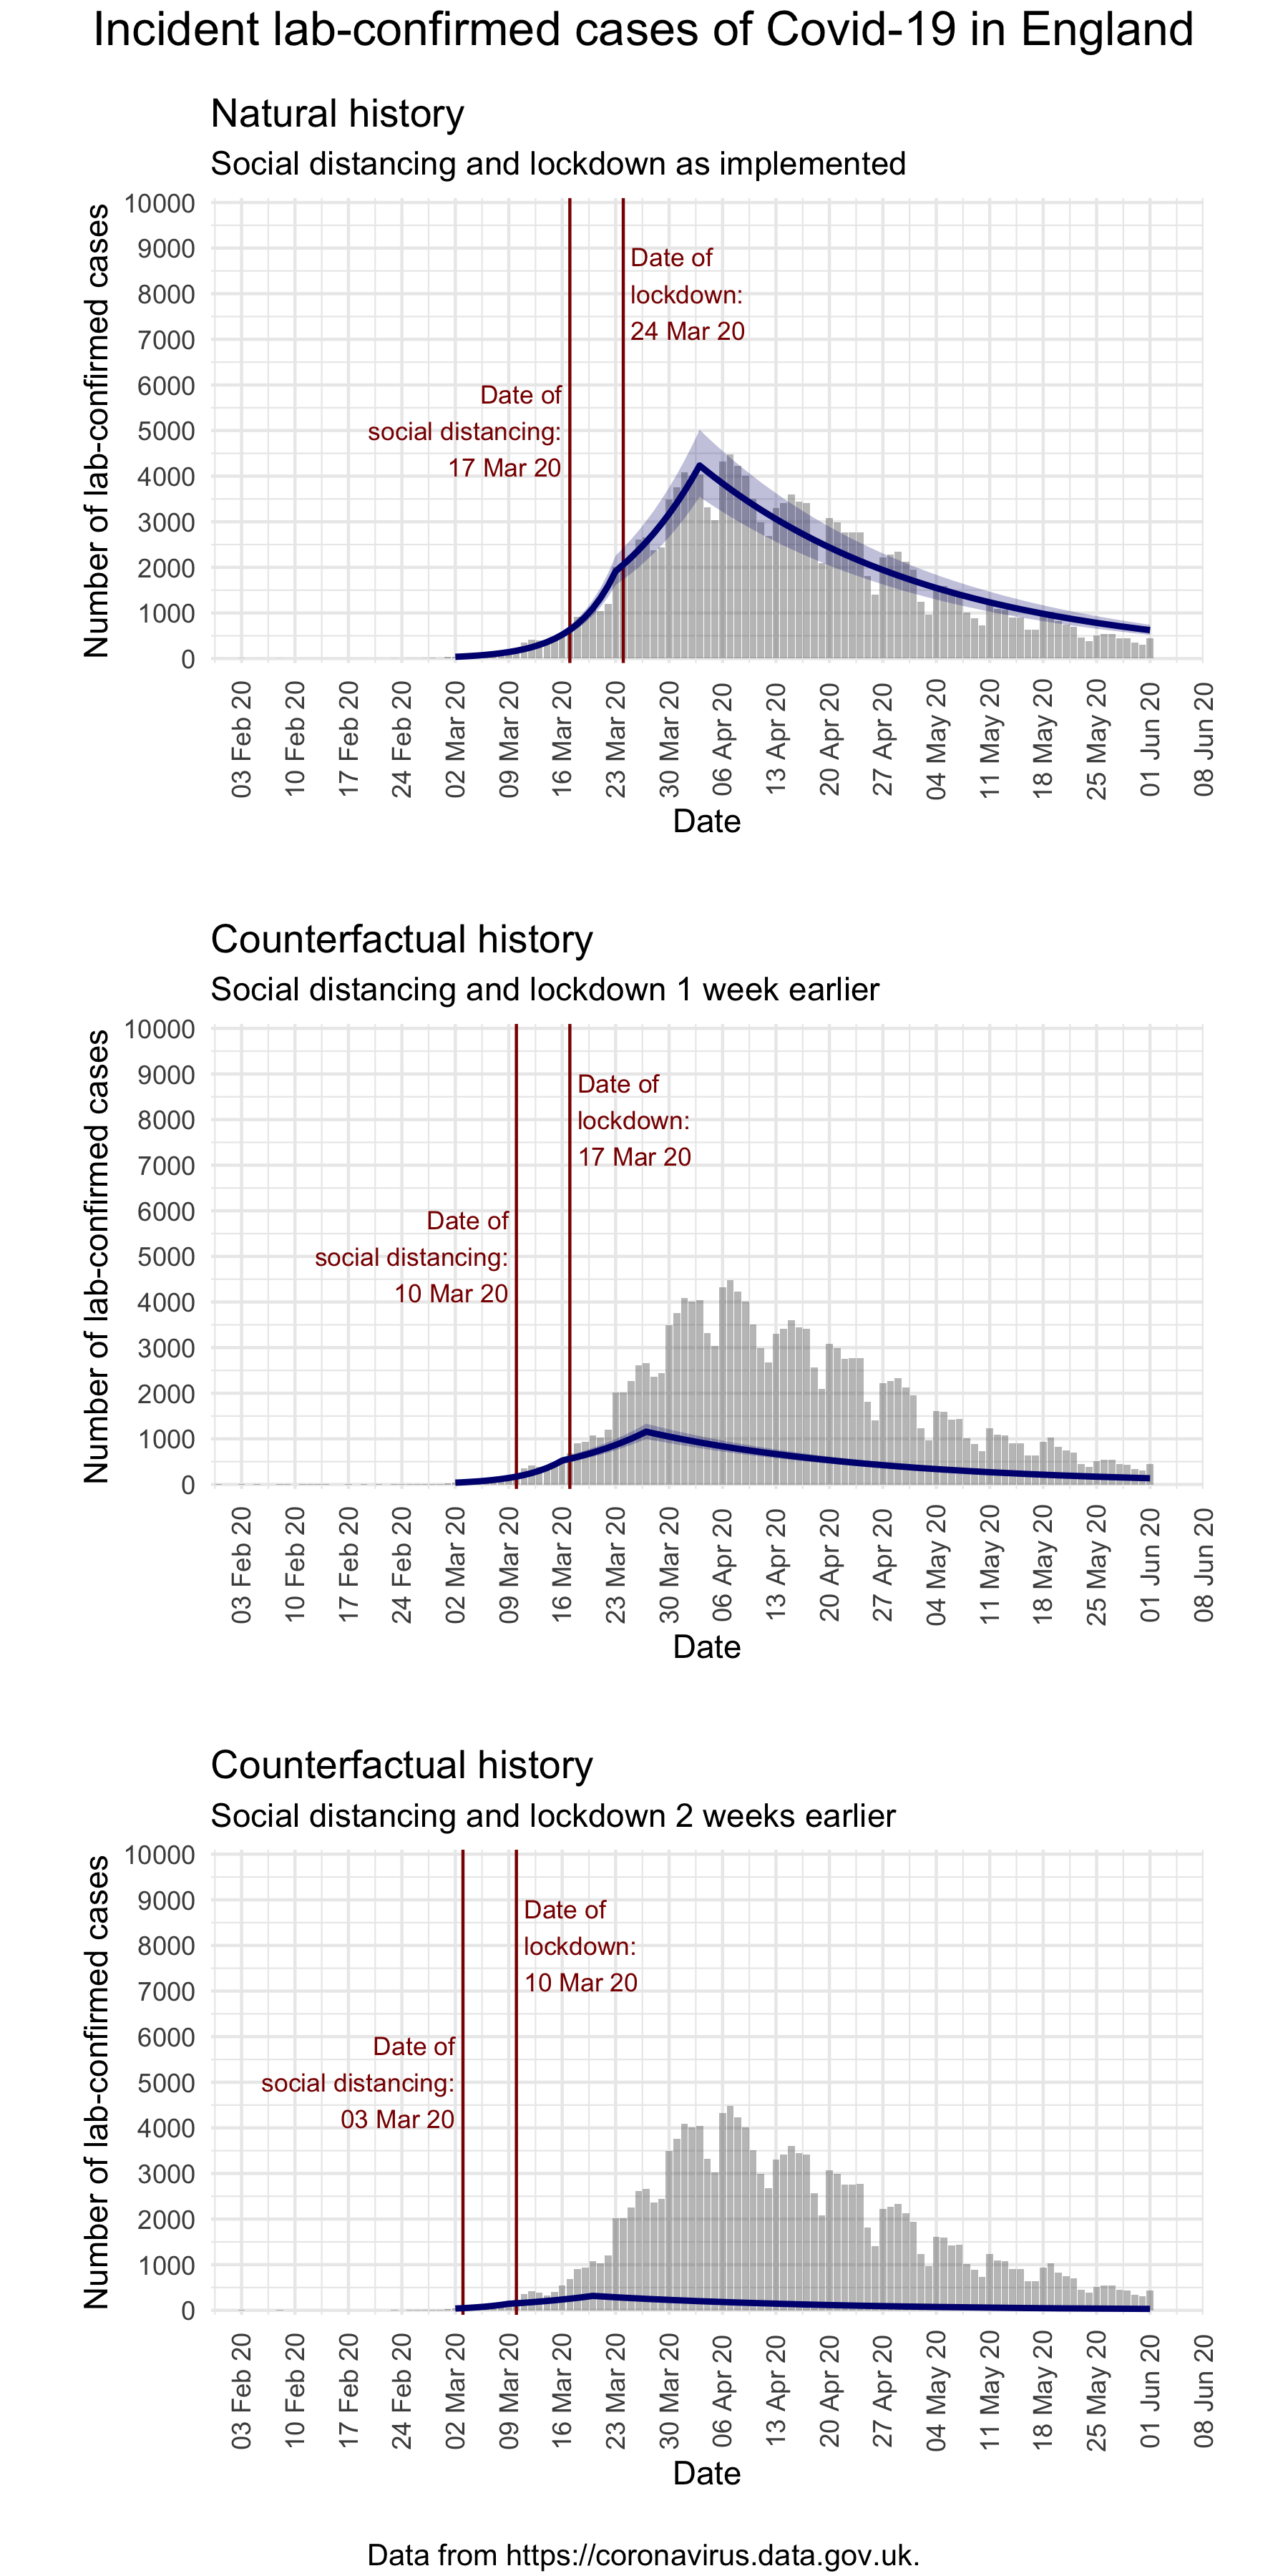 Incident lab-confirmed cases of Covid-19 in England
Natural history
Social distancing and lockdown as implemented
Number of lab-confirmed cases
10000
9000
8000
7000
6000
5000
4000
3000
2000
1000
0
Date of
lockdown:
24 Mar 20
Date of
social distancing:
17 Mar 20
03 Feb 20
10 Feb 20
17 Feb 20
24 Feb 20
02 Mar 20
09 Mar 20
16 Mar 20
23 Mar 20
30 Mar 20
06 Apr 20
13 Apr 20
20 Apr 20
27 Apr 20
04 May 20
11 May 20
18 May 20
25 May 20
01 Jun 20
08 Jun 20
Date
Counterfactual history
Social distancing and lockdown 1 week earlier
Number of lab-confirmed cases
10000
9000
8000
7000
6000
5000
4000
3000
2000
1000
0
Date of
lockdown:
17 Mar 20
Date of
social distancing:
10 Mar 20
03 Feb 20
10 Feb 20
17 Feb 20
24 Feb 20
02 Mar 20
09 Mar 20
16 Mar 20
23 Mar 20
30 Mar 20
06 Apr 20
13 Apr 20
20 Apr 20
27 Apr 20
04 May 20
11 May 20
18 May 20
25 May 20
01 Jun 20
08 Jun 20
Date
Counterfactual history
Social distancing and lockdown 2 weeks earlier
Number of lab-confirmed cases
10000
9000
8000
7000
6000
5000
4000
3000
2000
1000
0
Date of
lockdown:
10 Mar 20
Date of
social distancing:
03 Mar 20
03 Feb 20
10 Feb 20
17 Feb 20
24 Feb 20
02 Mar 20
09 Mar 20
16 Mar 20
23 Mar 20
30 Mar 20
06 Apr 20
13 Apr 20
20 Apr 20
27 Apr 20
04 May 20
11 May 20
18 May 20
25 May 20
01 Jun 20
08 Jun 20
Date
Data from https://coronavirus.data.gov.uk.